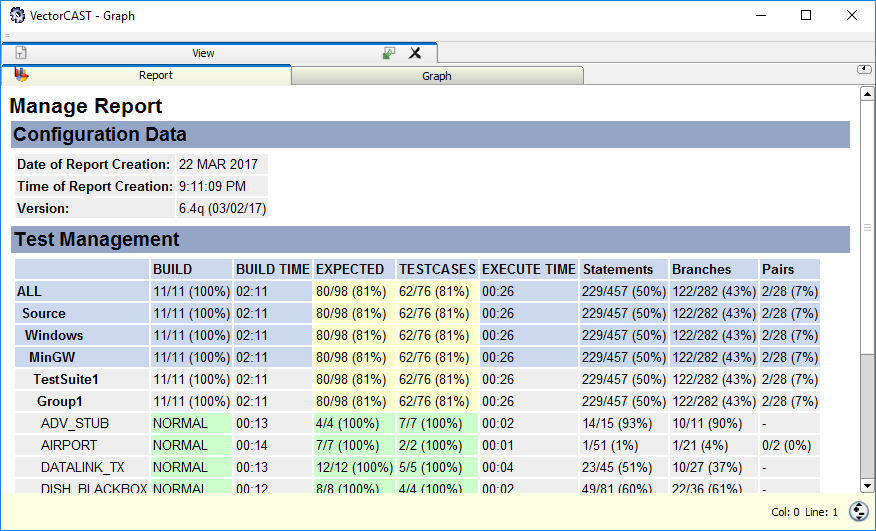 VectorCAST - Graph
View
Report Graph
Manage Report
Configuration Data
Date of Report Creation: 22 MAR 2017
Time of Report Creation: 9:11:09 PM
Version: 6.4q (03/02/17)
Test Management
BUILD BUILD TIME EXPECTED TESTCASES EXECUTE TIME Statements Branches Pairs
ALL 11/11 (100%) 02:11 80/98 (81%) 62/76 (81%) 00:26 229/457 (50%) 122/282 (43%) 2/28 (7%)
Source 11/11 (100%) 02:11 80/98 (81%) 62/76 (81%) 00:26 229/457 (50%) 122/282 (43%) 2/28 (7%)
Windows 11/11 (100%) 02:11 80/98 (81%) 62/76 (81%) 00:26 229/457 (50%) 122/282 (43%) 2/28 (7%)
MinGW 11/11 (100%) 02:11 80/98 (81%) 62/76 (81%) 00:26 229/457 (50%) 122/282 (43%) 2/28 (7%)
TestSuite1 11/11 (100%) 02:11 80/98 (81%) 62/76 (81%) 00:26 229/457 (50%) 122/282 (43%) 2/28 (7%)
Group1 11/11 (100%) 02:11 80/98 (81%) 62/76 (81%) 00:26 229/457 (50%) 122/282 (43%) 2/28 (7%)
ADV_STUB NORMAL 00:13 4/4 (100%) 7/7 (100%) 00:02 14/15 (93%) 10/11 (90%) -
AIRPORT NORMAL 00:14 7/7 (100%) 2/2 (100%) 00:01 1/51 (1%) 1/21 (4%) 0/2 (0%)
DATALINK_TX NORMAL 00:13 12/12 (100%) 5/5 (100%) 00:04 23/45 (51%) 10/27 (37%) -
DISH_BLACKBOX NORMAL 00:12 8/8 (100%) 4/4 (100%) 00:02 49/81 (60%) 22/36 (61%) -
Col: 0 Line: 1